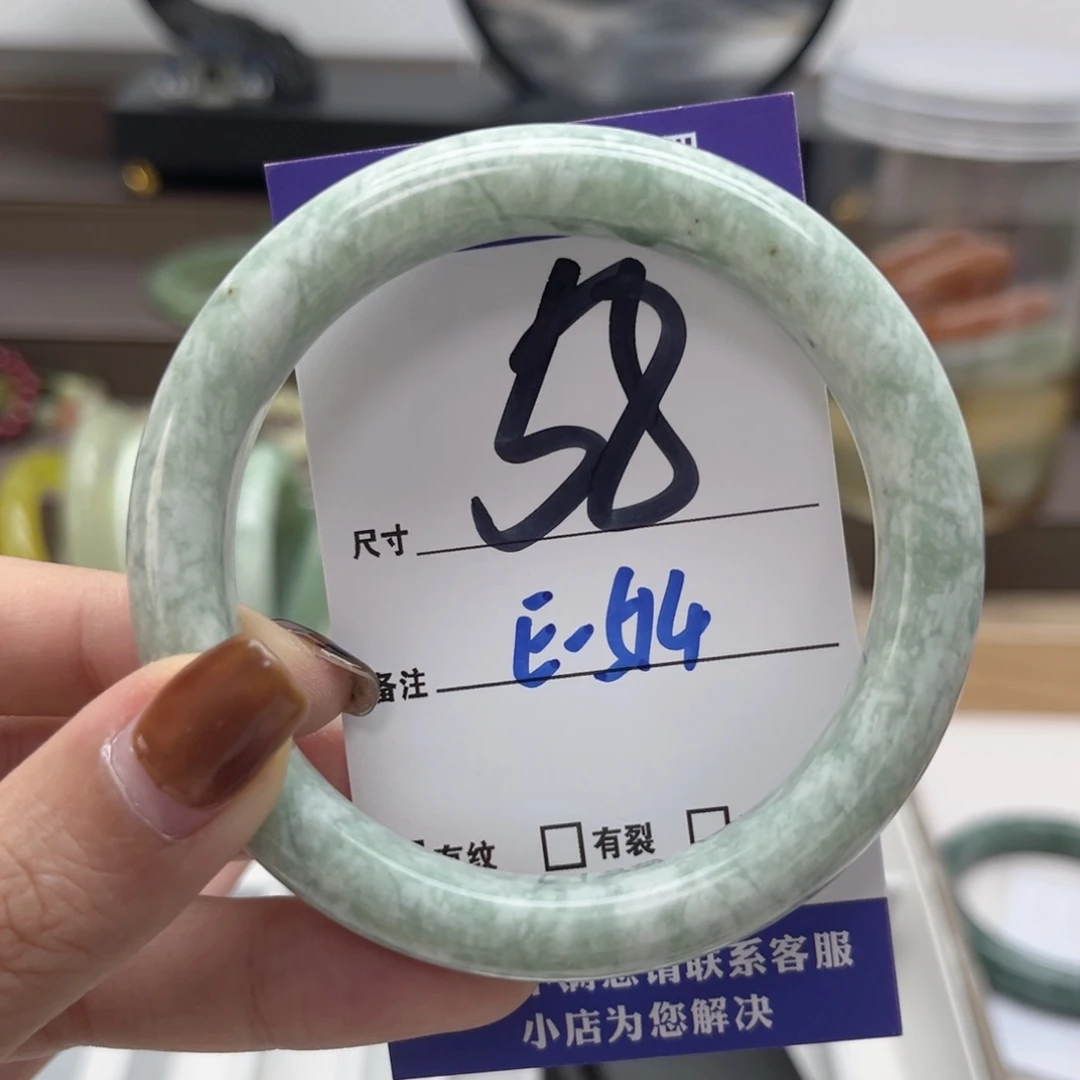 58
尺寸
备注
有纹 有裂
请联系客服
小店为您解决